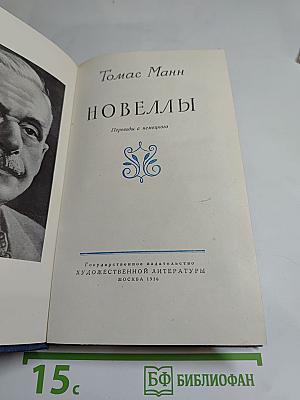 Томас Манн
НОВЕЛЛЫ
Переводы с немецкого
Государственное издательство
ХУДОЖЕСТВЕННОЙ ЛИТЕРАТУРЫ
МОСКВА 1956
15с
БФ БИБЛИОФАН